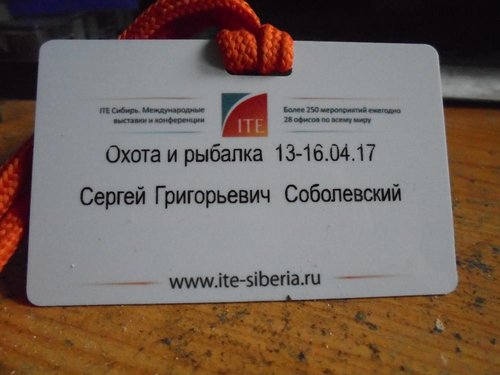 ITE Сибирь. Международные
выставки и конференции
ITE
Более 250 мероприятий ежегодно
28 офисов по всему миру
Охота и рыбалка 13-16.04.17
Сергей Григорьевич Соболевский
www.ite-siberia.ru